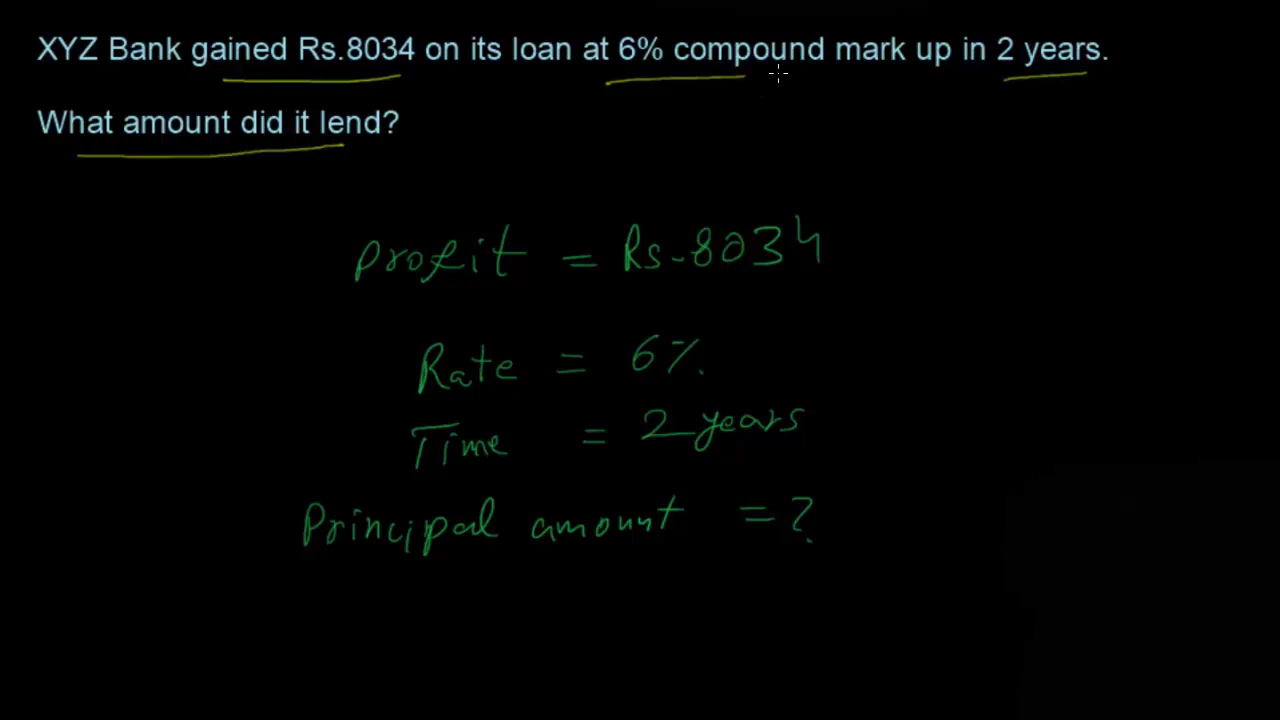 XYZ Bank gained Rs.8034 on its loan at 6% compound mark up in 2 years.
What amount did it lend?
Profit = Rs.8034
Rate = 6%.
Time = 2 years
Principal amount = ?